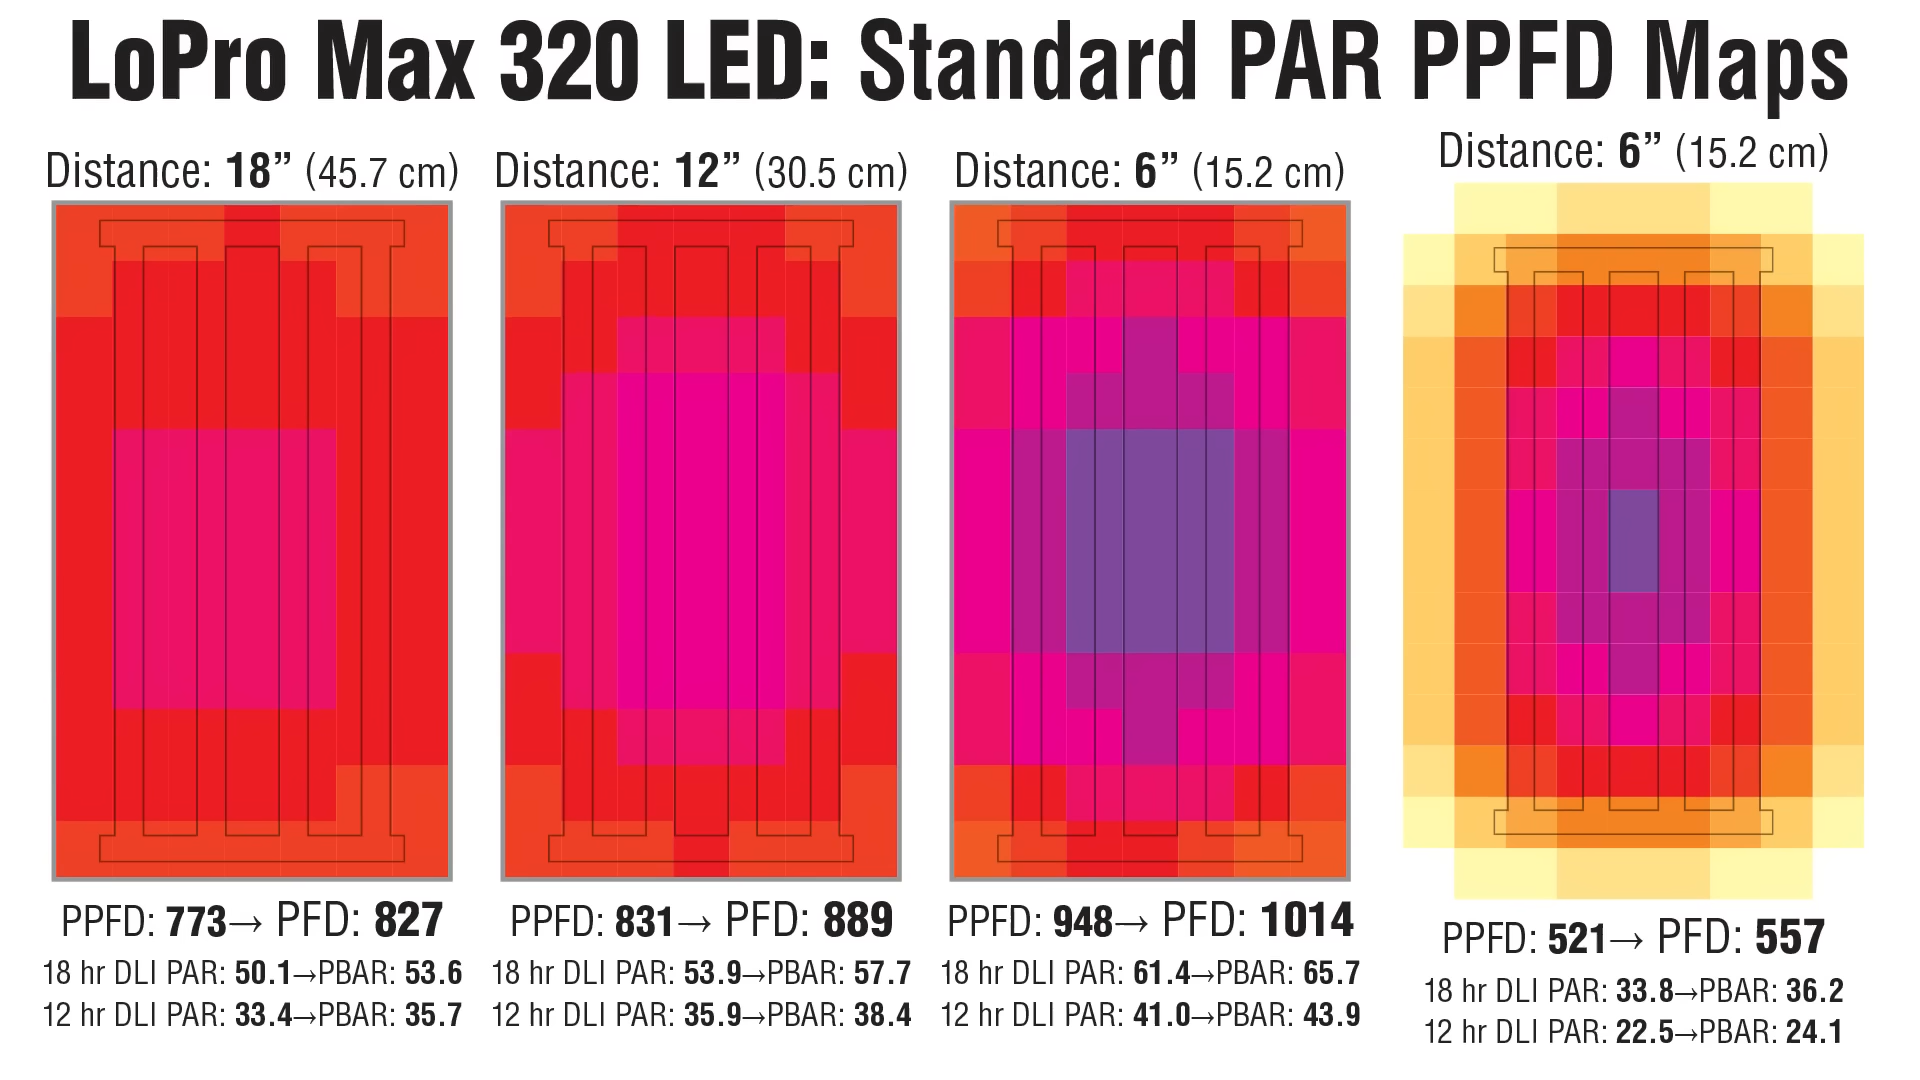 LoPro Max 320 LED: Standard PAR PPFD Maps
Distance: 18” (45.7 cm)
PPFD: 773→ PFD: 827
18 hr DLI PAR: 50.1→PBAR: 53.6
12 hr DLI PAR: 33.4→PBAR: 35.7
Distance: 12” (30.5 cm)
PPFD: 831→ PFD: 889
18 hr DLI PAR: 53.9→PBAR: 57.7
12 hr DLI PAR: 35.9→PBAR: 38.4
Distance: 6” (15.2 cm)
PPFD: 948→ PFD: 1014
18 hr DLI PAR: 61.4→PBAR: 65.7
12 hr DLI PAR: 41.0→PBAR: 43.9
Distance: 6” (15.2 cm)
PPFD: 521→ PFD: 557
18 hr DLI PAR: 33.8→PBAR: 36.2
12 hr DLI PAR: 22.5→PBAR: 24.1